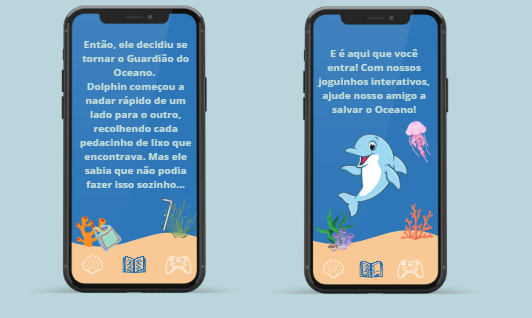 Então, ele decidiu se
tornar o Guardião do
Oceano.
Dolphin começou a
nadar rápido de um
lado para o outro,
recolhendo cada
pedacinho de lixo que
encontrava. Mas ele
sabia que não podia
fazer isso sozinho...
E é aqui que você
entra! Com nossos
joguinhos interativos,
ajude nosso amigo a
salvar o Oceano!